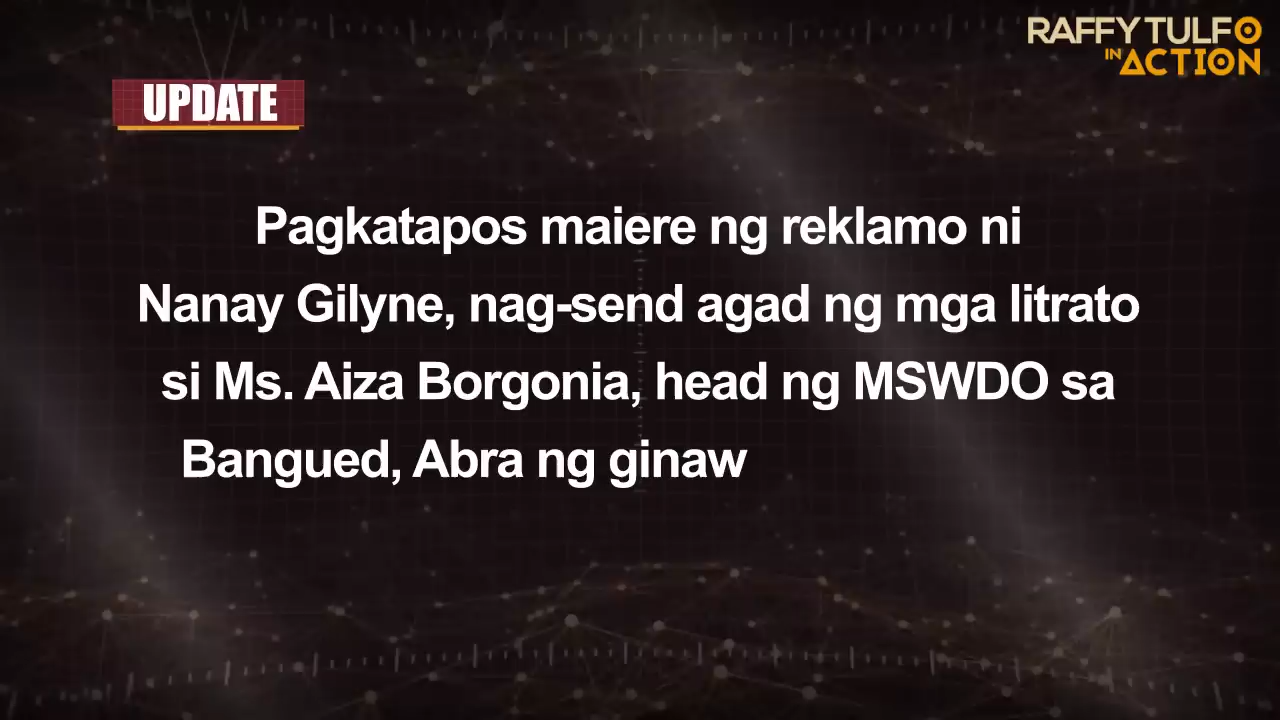 RAFFY TULFO
IN ACTION
UPDATE
Pagkatapos maiere ng reklamo ni
Nanay Gilyne, nag-send agad ng mga litrato
si Ms. Aiza Borgonia, head ng MSWDO sa
Bangued, Abra ng ginaw